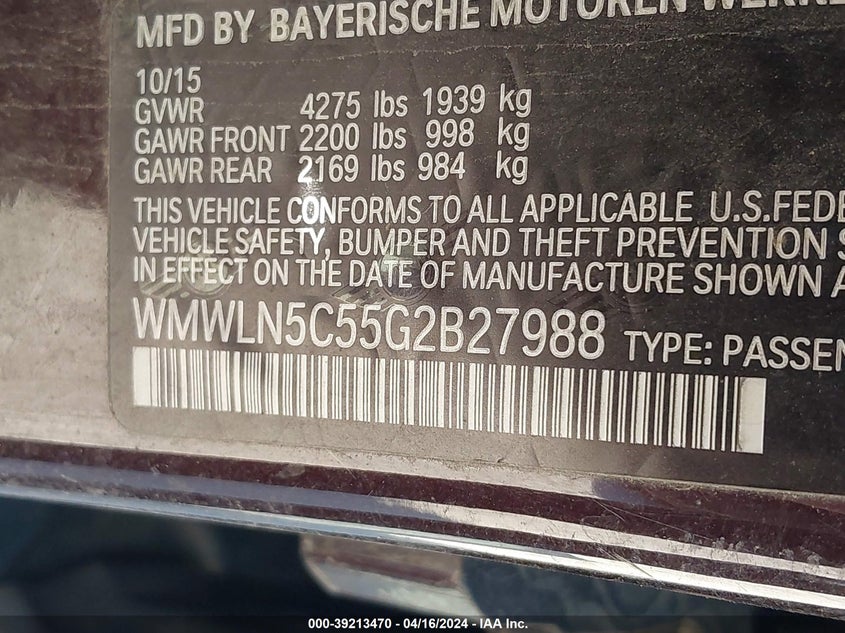 MFD BY BAYERISCHE MOTOREN
10/15
GVWR 4275 lbs 1939 kg
GAWR FRONT 2200 lbs 998 kg
GAWR REAR 2169 lbs 984 kg
THIS VEHICLE CONFORMS TO ALL APPLICABLE U.S.FEDE
VEHICLE SAFETY, BUMPER AND THEFT PREVENTION S
IN EFFECT ON THE DATE OF MANUFACTURE SHOWN A
WMWLN5C55G2B27988 TYPE: PASSEN
000-39213470 - 04/16/2024 - IAA Inc.